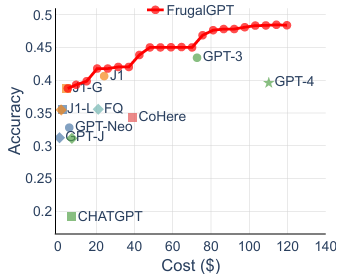 FrugalGPT
0.5
0.45
0.4
0.35
0.3
0.25
0.2
Accuracy
GPT-3
GPT-4
J1
J1-G
J1-L
FQ
CoHere
GPT-Neo
GPT-J
CHATGPT
0
20
40
60
80
100
120
140
Cost ($)